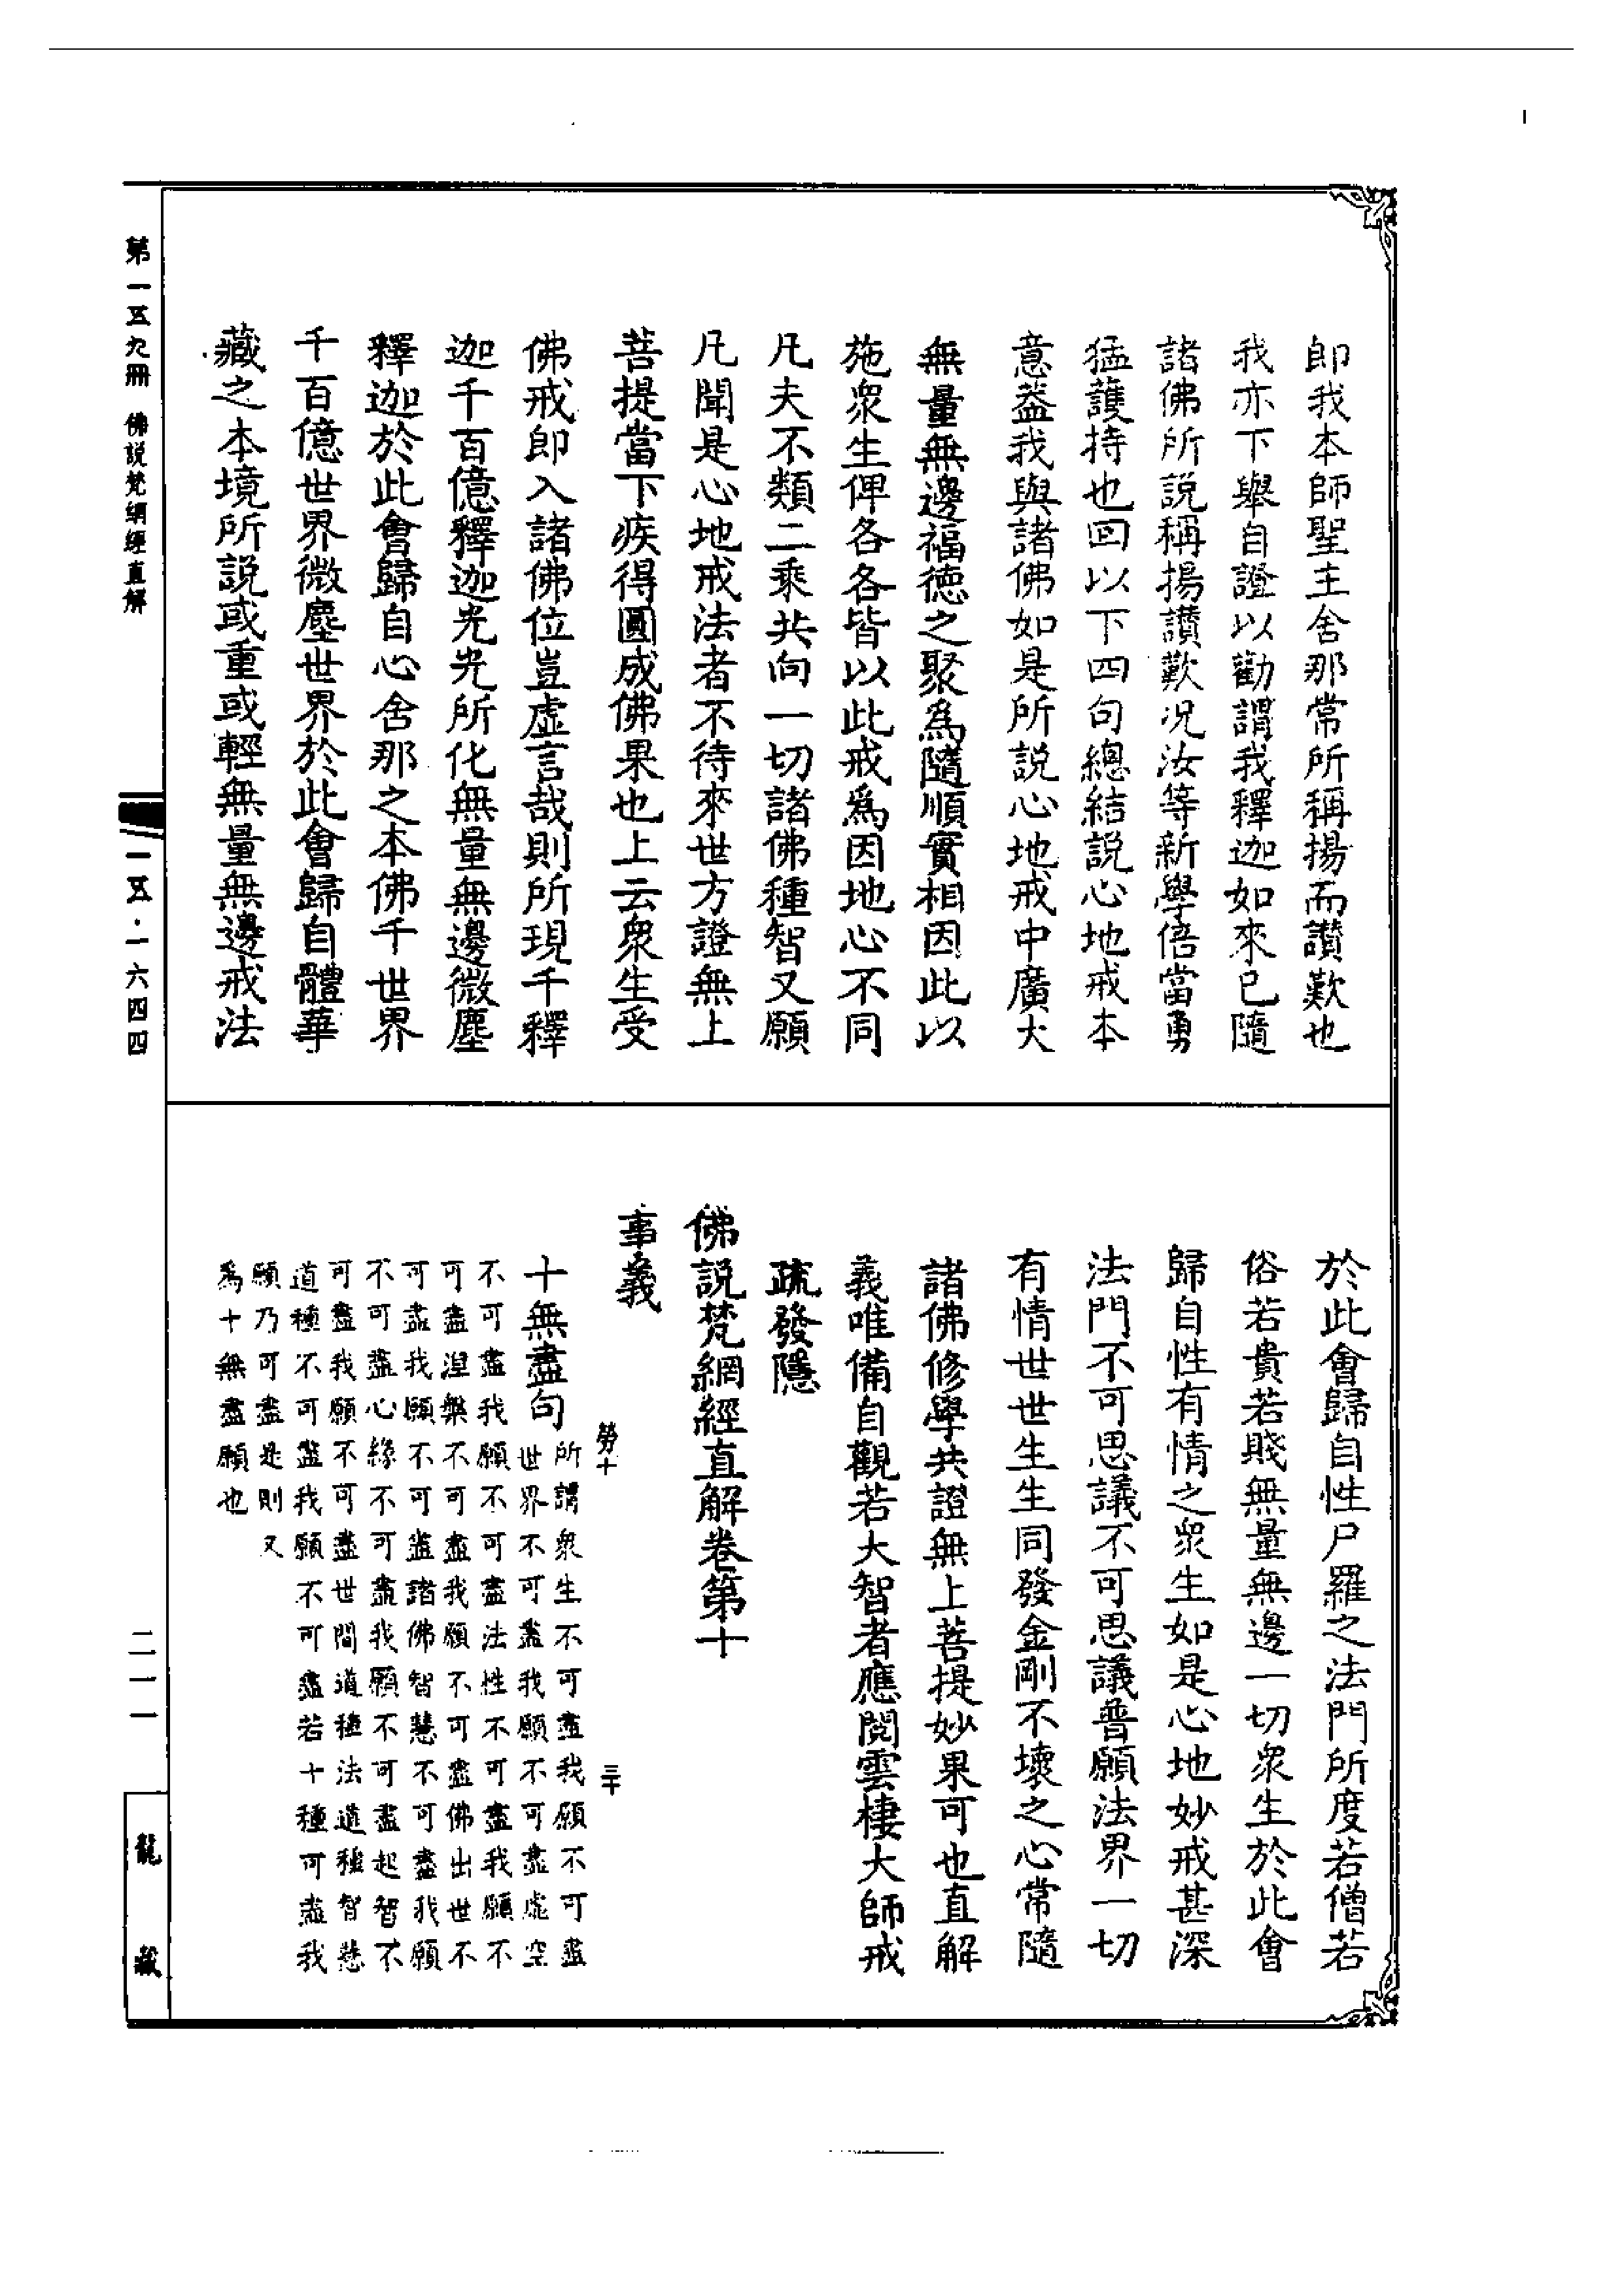 即我本師聖主舍那常所稱揚而讚歎也
我亦下舉自證以勸謂我釋迦如來已隨
諸佛所説稱揚讚歎况汝等新學倍當勇
猛護持也回以下四句總結説心地戒本
意葢我與諸佛如是所説心地戒中廣大
無量無邊福德之聚為隨順實相因此以
施衆生俾各各皆以此戒爲因地心不同
凡夫不類二乘共向一切諸佛種智又願
凡聞是心地戒法者不待來世方證無上
菩提當下疾得圓成佛果也上云衆生受
佛戒即入諸佛位豈虚言哉則所現千釋
迦千百億釋迦光光所化無量無邊微塵
釋迦於此會歸自心舍那之本佛千世界
千百億世界微塵世界於此會歸自體華
藏之本境所説或重或輕無量無邊戒法
於此會歸自性尸羅之法門所度若僧若
俗若貴若賤無量無邊一切衆生於此會
歸自性有情之衆生如是心地妙戒甚深
法門不可思議不可思議普願法界一切
有情世世生生同發金剛不壞之心常隨
諸佛修學共證無上菩提妙果可也直解
義唯備自觀若大智者應閱雲棲大師戒
疏發隱
佛説梵網經直解卷第十
事義
勞十 三十
十無盡句所謂衆生不可盡我願不可盡
世界不可盡我願不可盡虚空
不可盡我願不可盡法性不可盡我願不
可盡涅槃不可盡我願不可盡佛出世不
可盡我願不可盡諸佛智慧不可盡我願
不可盡心緣不可盡我願不可盡起智不
可盡我願不可盡世間道種法道種智慧
道種不可盡我願不可盡若十種可盡我
願乃可盡是則又
爲十無盡願也
第一五九冊 佛説梵網經直解
一五·一六四四
二一一
龍藏